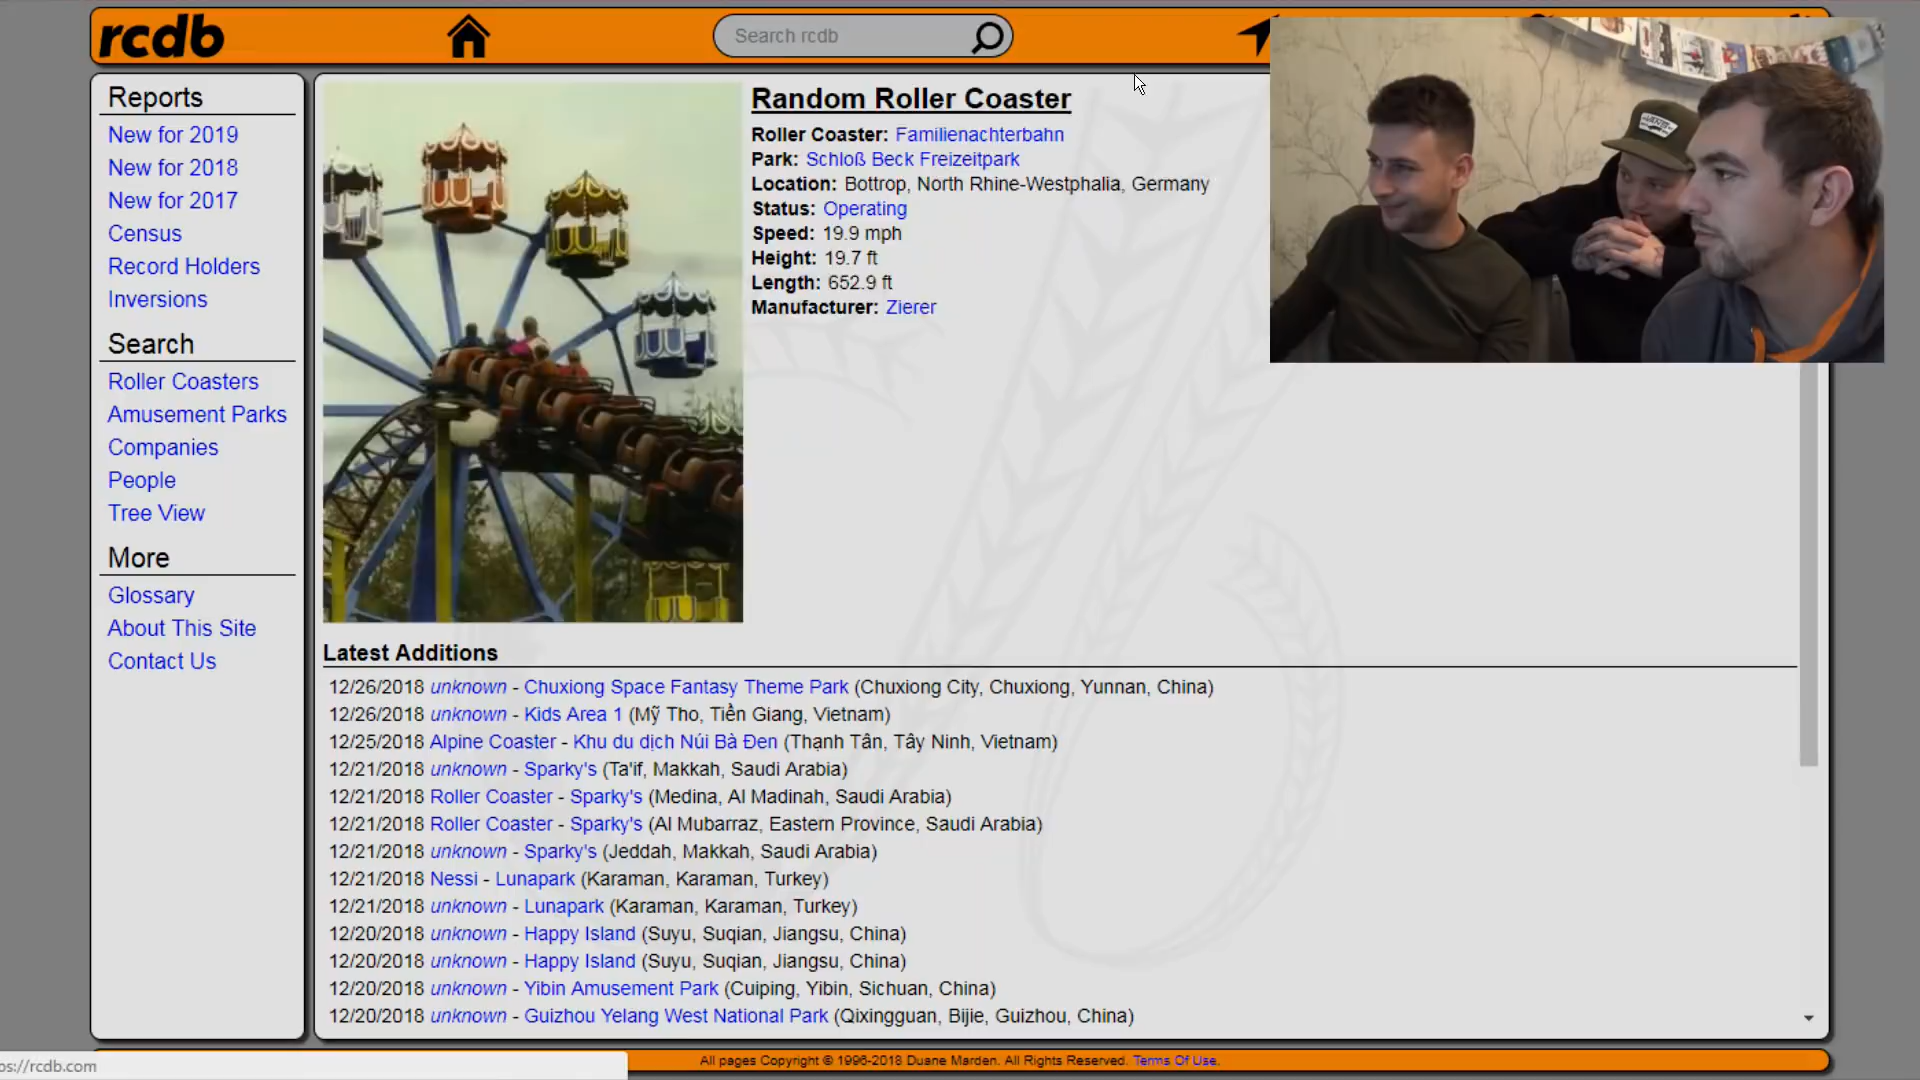 rcdb
Search rcdb
Reports
New for 2019
New for 2018
New for 2017
Census
Record Holders
Inversions
Search
Roller Coasters
Amusement Parks
Companies
People
Tree View
More
Glossary
About This Site
Contact Us
Random Roller Coaster
Roller Coaster: Familienachterbahn
Park: Schloß Beck Freizeitpark
Location: Bottrop, North Rhine-Westphalia, Germany
Status: Operating
Speed: 19.9 mph
Height: 19.7 ft
Length: 652.9 ft
Manufacturer: Zierer
Latest Additions
12/26/2018 unknown - Chuxiong Space Fantasy Theme Park (Chuxiong City, Chuxiong, Yunnan, China)
12/26/2018 unknown - Kids Area 1 (Mỹ Tho, Tiền Giang, Vietnam)
12/25/2018 Alpine Coaster - Khu du dịch Núi Bà Đen (Thạnh Tân, Tây Ninh, Vietnam)
12/21/2018 unknown - Sparky's (Ta'if, Makkah, Saudi Arabia)
12/21/2018 Roller Coaster - Sparky's (Medina, Al Madinah, Saudi Arabia)
12/21/2018 Roller Coaster - Sparky's (Al Mubarraz, Eastern Province, Saudi Arabia)
12/21/2018 unknown - Sparky's (Jeddah, Makkah, Saudi Arabia)
12/21/2018 Nessi - Lunapark (Karaman, Karaman, Turkey)
12/21/2018 unknown - Lunapark (Karaman, Karaman, Turkey)
12/20/2018 unknown - Happy Island (Suyu, Suqian, Jiangsu, China)
12/20/2018 unknown - Happy Island (Suyu, Suqian, Jiangsu, China)
12/20/2018 unknown - Yibin Amusement Park (Cuiping, Yibin, Sichuan, China)
12/20/2018 unknown - Guizhou Yelang West National Park (Qixingguan, Bijie, Guizhou, China)
All pages Copyright © 1996-2018 Duane Marden. All Rights Reserved. Terms Of Use.
ps://rcdb.com